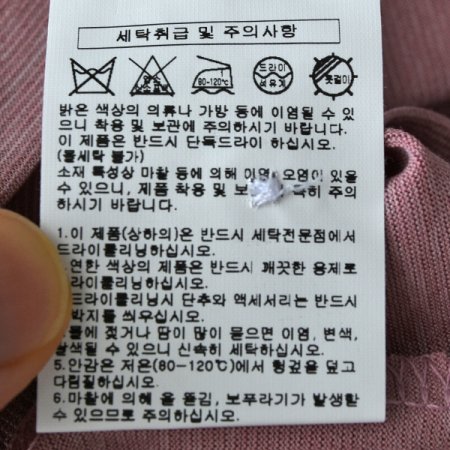 세탁취급 및 주의사항
80-120℃
드라이
석유계
옷걸이
밝은 색상의 의류나 가방 등에 이염될 수 있
으니 착용 및 보관에 주의하시기 바랍니다.
이 제품은 반드시 단독드라이 하십시오.
(물세탁 불가)
소재 특성상 마찰 등에 의해 이염 오염이 있을
수 있으니, 제품 착용 및 보 하
시기 바랍니다.
1.이 제품(상하의)은 반드시 세탁전문점에서
드라이클리닝하십시오.
연한 색상의 제품은 반드시 깨끗한 용제로
라이클리닝하십시오.
드라이클리닝시 단추와 액세서리는 반드시
박지를 씌우십시오.
물에 젖거나 땀이 많이 묻으면 이염, 변색,
탈색될 수 있으니 신속히 세탁하십시오.
5.안감은 저온(80-120℃)에서 헝겊을 덮고
다림질하십시오.
6.마찰에 의해 올 뜯김, 보푸라기가 발생할
수 있으므로 주의하십시오.